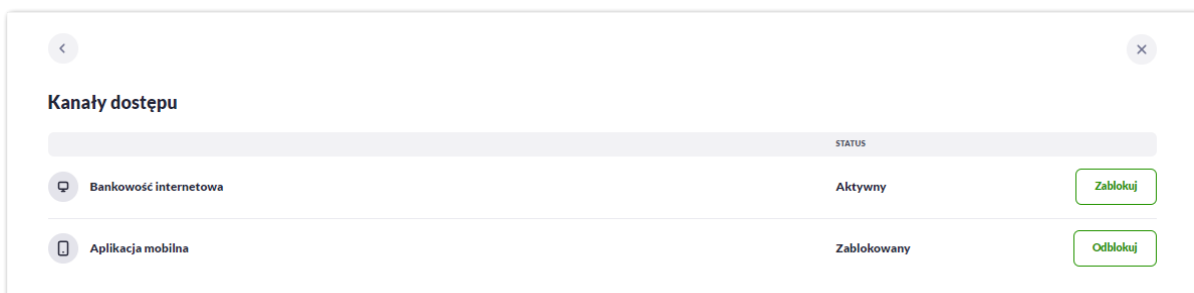 Kanały dostępu
STATUS
Bankowość internetowa Aktywny Zablokuj
Aplikacja mobilna Zablokowany Odblokuj